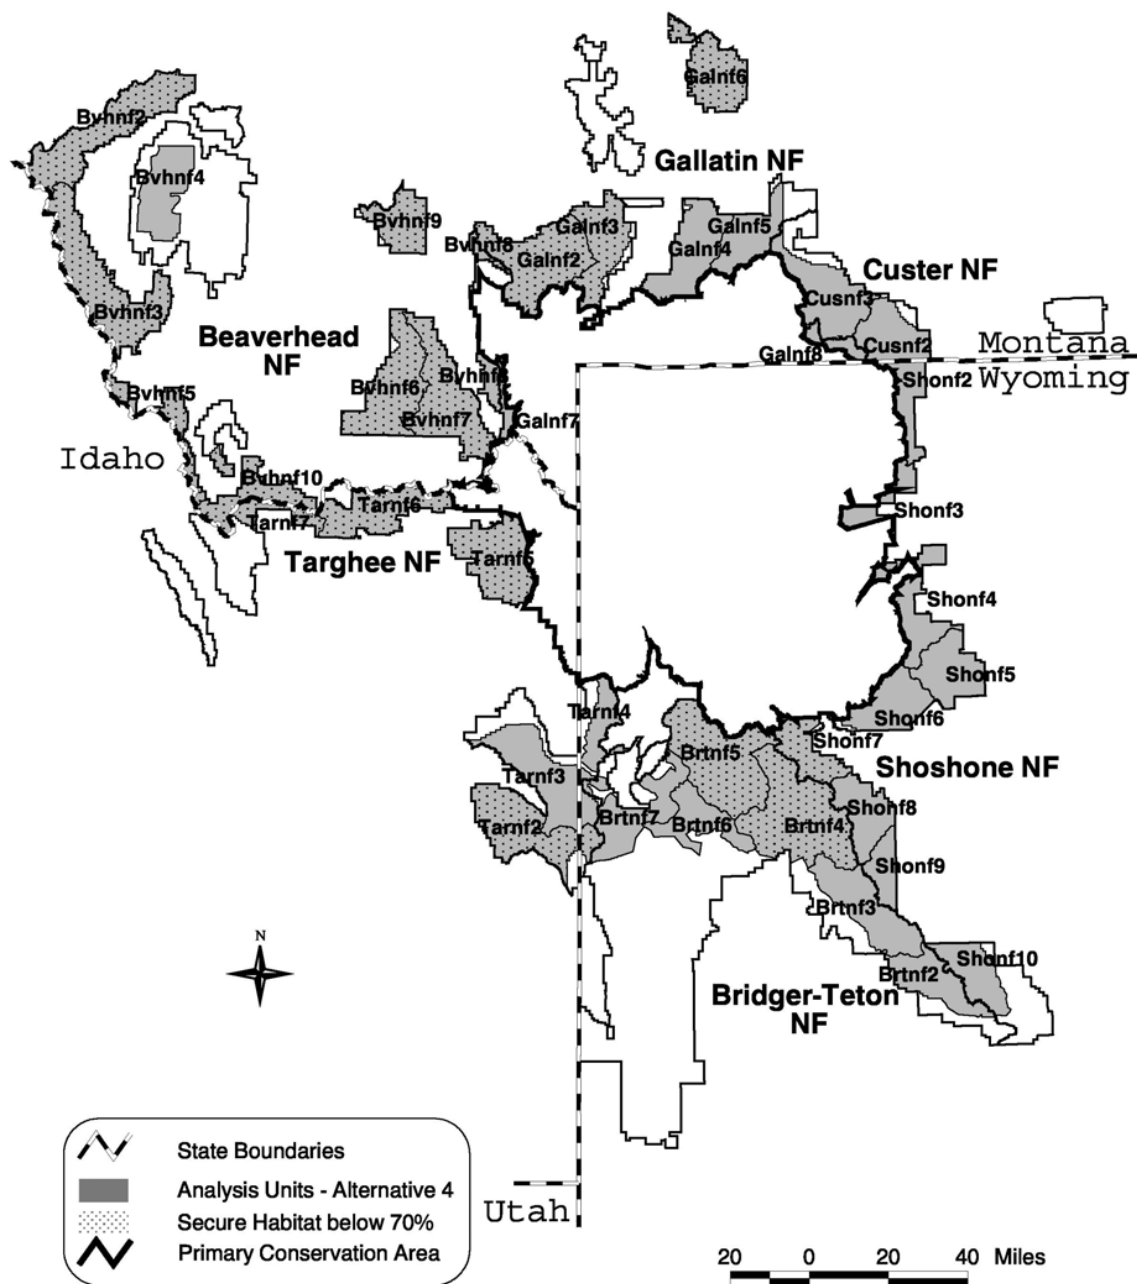 Galnf6
Bvhnf2
Gallatin NF
Bvhnf4
Bvhnf9
Bvhnf8
Galnf3
Galnf2
Galnf5
Galnf4
Custer NF
Cusnf3
Bvhnf3
Beaverhead
NF
Cusnf2
Galnf8
Montana
Wyoming
Shonf2
Bvhnf6
Bvhnf7
Bvhnf5
Galnf7
Idaho
Bvhnf10
Tarnf6
Tarnf7
Shonf3
Targhee NF
Tarnf5
Shonf4
Shonf5
Tarnf4
Shonf6
Shonf7
Brtnf5
Shoshone NF
Tarnf3
Shonf8
Tarnf2
Brtnf7
Brtnf6
Brtnf4
Shonf9
Brtnf3
N
Shonf10
Brtnf2
Bridger-Teton
NF
State Boundaries
Analysis Units - Alternative 4
Secure Habitat below 70%
Primary Conservation Area
Utah
20 0 20 40 Miles